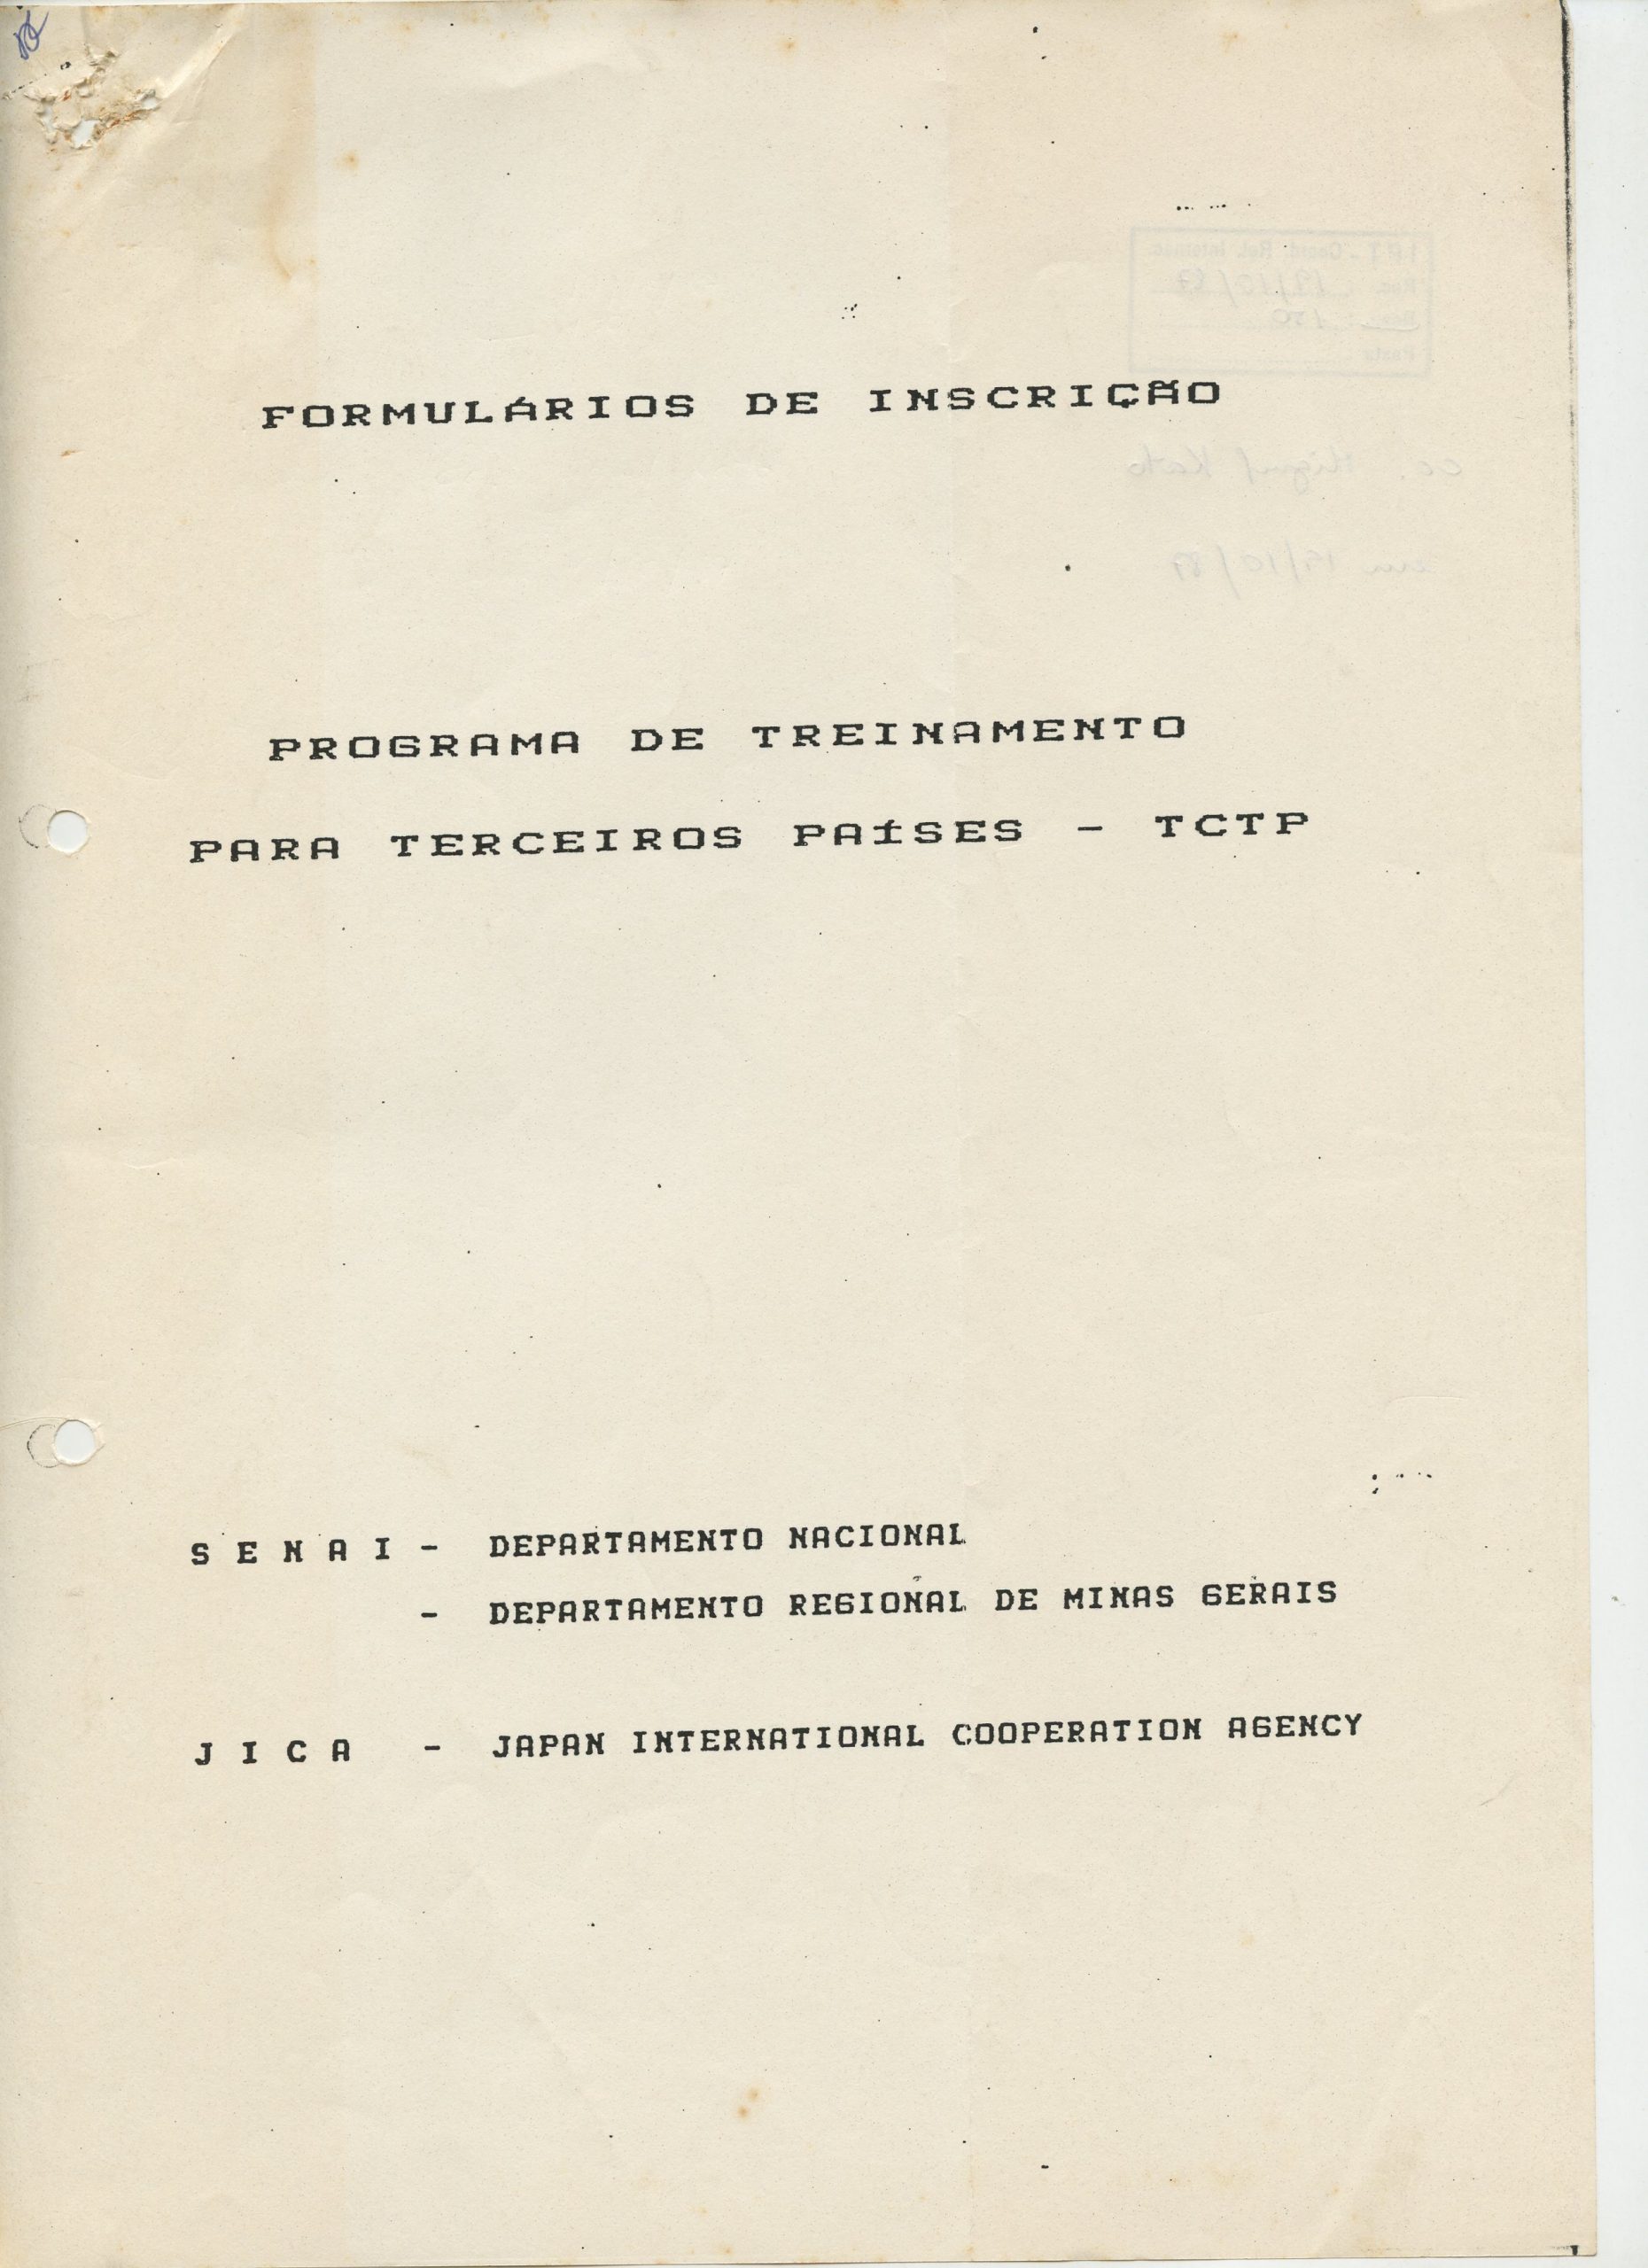 FORMULÁRIOS DE INSCRIÇÃO
PROGRAMA DE TREINAMENTO
PARA TERCEIROS PAÍSES - TCTP
S E N A I - DEPARTAMENTO NACIONAL
- DEPARTAMENTO REGIONAL DE MINAS GERAIS
J I C A - JAPAN INTERNATIONAL COOPERATION AGENCY